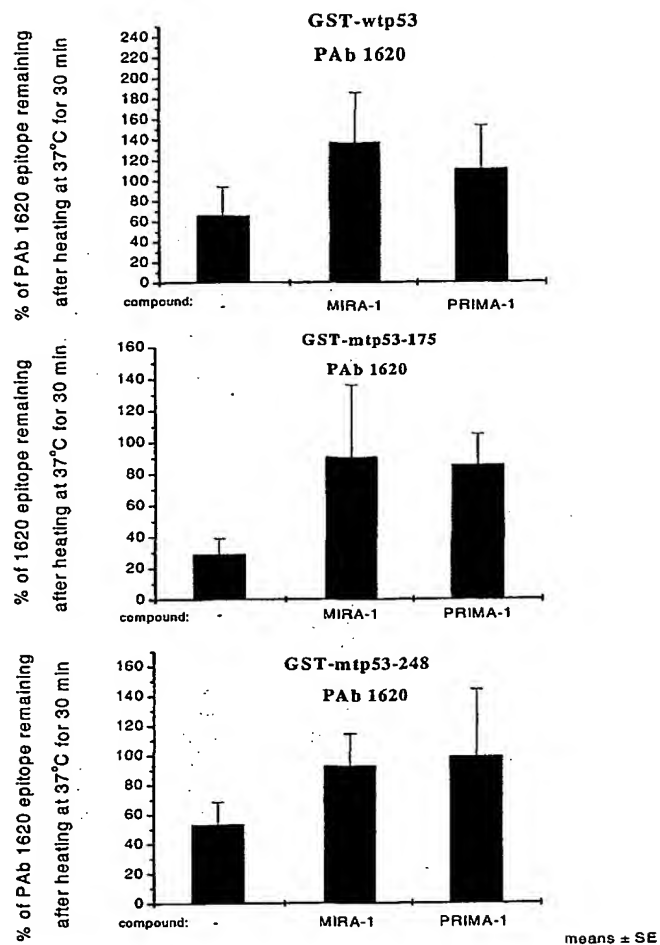 GST-wtp53
PAb 1620
% of PAb 1620 epitope remaining
after heating at 37°C for 30 min
240
220
200
180
160
140
120
100
80
60
40
20
0
compound: - MIRA-1 PRIMA-1
GST-mtp53-175
PAb 1620
% of 1620 epitope remaining
after heating at 37°C for 30 min.
160
140
120
100
80
60
40
20
0
compound: - MIRA-1 PRIMA-1
GST-mtp53-248
PAb 1620
% of PAb 1620 epitope remaining
after heating at 37°C for 30 min
160
140
120
100
80
60
40
20
0
compound: - MIRA-1 PRIMA-1
means ± SE